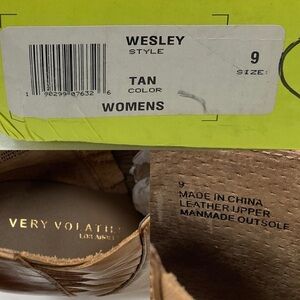 WESLEY
STYLE
9
SIZE:
TAN
COLOR
1 90299 07632 6
WOMENS
VERY VOLATILE
LOS ANGELES
9
MADE IN CHINA
LEATHER UPPER
MANMADE OUTSOLE